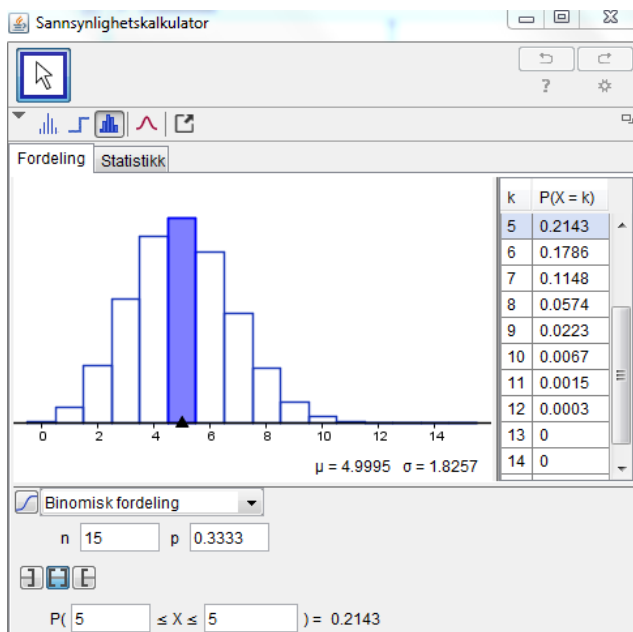 Sannsynlighetskalkulator
?
Fordeling Statistikk
k P(X = k)
5 0.2143
6 0.1786
7 0.1148
8 0.0574
9 0.0223
10 0.0067
11 0.0015
12 0.0003
13 0
14 0
0 2 4 6 8 10 12 14
μ = 4.9995 σ = 1.8257
Binomisk fordeling
n 15 p 0.3333
P( 5 ≤ X ≤ 5 ) = 0.2143